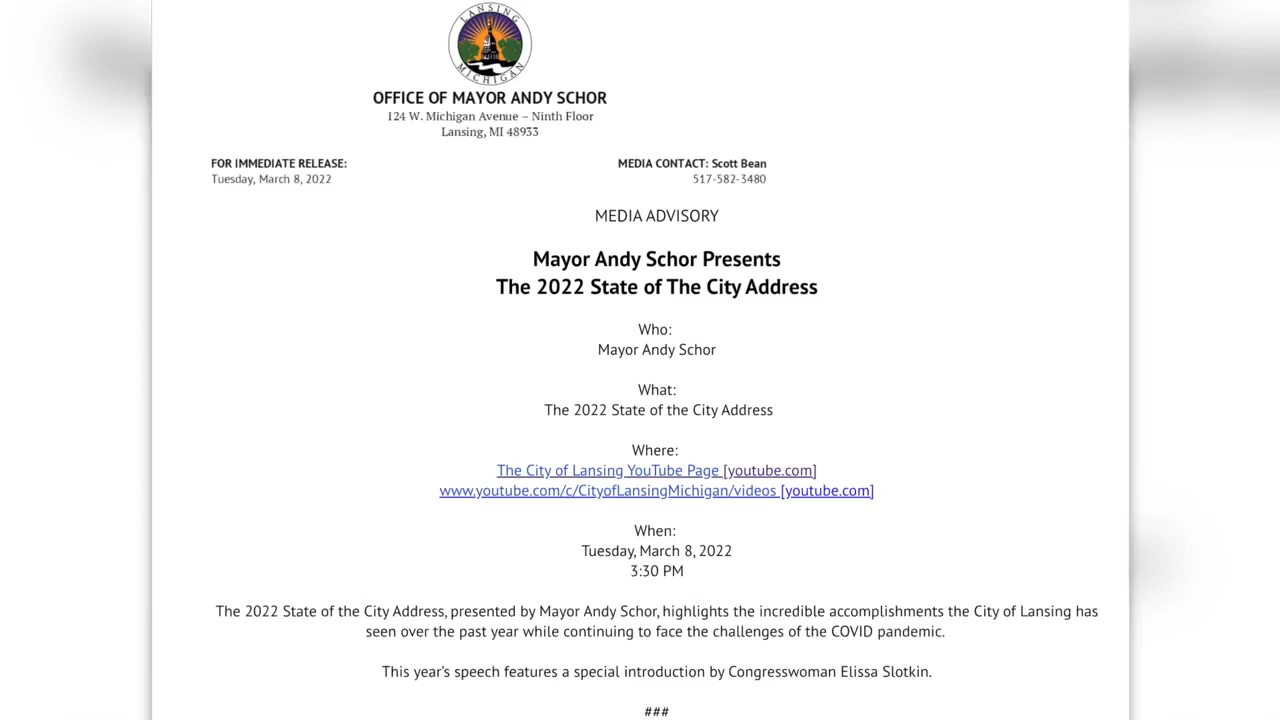 LANSING
MICHIGAN
OFFICE OF MAYOR ANDY SCHOR
124 W. Michigan Avenue – Ninth Floor
Lansing, MI 48933
FOR IMMEDIATE RELEASE:
Tuesday, March 8, 2022
MEDIA CONTACT: Scott Bean
517-582-3480
MEDIA ADVISORY
Mayor Andy Schor Presents
The 2022 State of The City Address
Who:
Mayor Andy Schor
What:
The 2022 State of the City Address
Where:
The City of Lansing YouTube Page [youtube.com]
www.youtube.com/c/CityofLansingMichigan/videos [youtube.com]
When:
Tuesday, March 8, 2022
3:30 PM
The 2022 State of the City Address, presented by Mayor Andy Schor, highlights the incredible accomplishments the City of Lansing has
seen over the past year while continuing to face the challenges of the COVID pandemic.
This year’s speech features a special introduction by Congresswoman Elissa Slotkin.
###